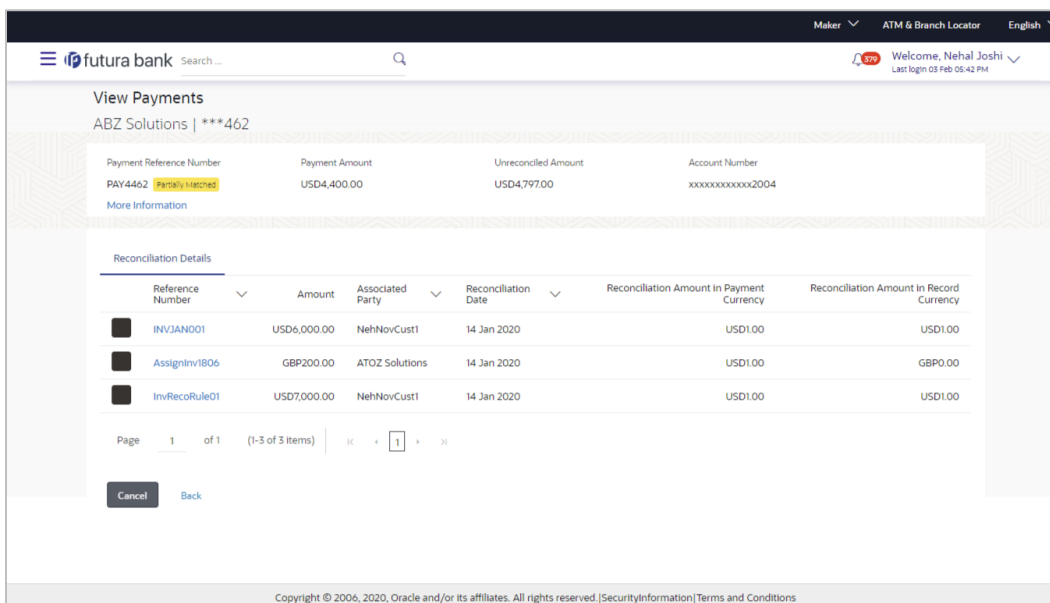 Maker ATM & Branch Locator English
futura bank Search ... 379 Welcome, Nehal Joshi
Last login 03 Feb 05:42 PM
View Payments
ABZ Solutions | ***462
Payment Reference Number Payment Amount Unreconciled Amount Account Number
PAY4462 Partially Matched USD4,400.00 USD4,797.00 xxxxxxxxxxxx2004
More Information
Reconciliation Details
Reference Number Amount Associated Party Reconciliation Date Reconciliation Amount in Payment Currency Reconciliation Amount in Record Currency
INVJAN001 USD6,000.00 NehNovCust1 14 Jan 2020 USD1.00 USD1.00
AssignInv1806 GBP200.00 ATOZ Solutions 14 Jan 2020 USD1.00 GBP0.00
InvRecoRule01 USD7,000.00 NehNovCust1 14 Jan 2020 USD1.00 USD1.00
Page 1 of 1 (1-3 of 3 items) 1
Cancel Back
Copyright © 2006, 2020, Oracle and/or its affiliates. All rights reserved.|SecurityInformation|Terms and Conditions